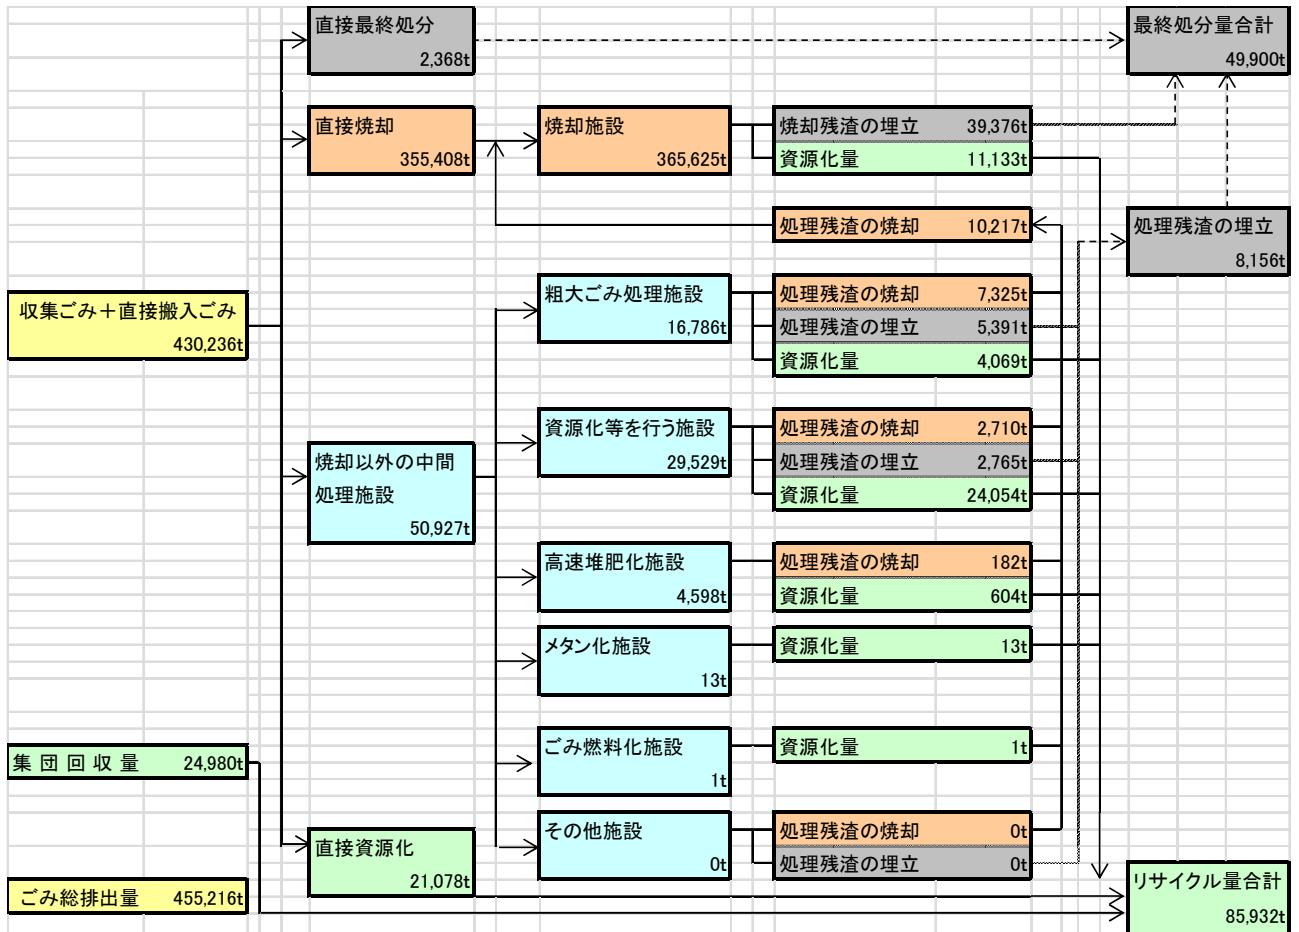 直接最終処分
2,368t
最終処分量合計
49,900t
直接焼却
355,408t
焼却施設
365,625t
焼却残渣の埋立 39,376t
資源化量 11,133t
処理残渣の焼却 10,217t
処理残渣の埋立
8,156t
収集ごみ+直接搬入ごみ
430,236t
粗大ごみ処理施設
16,786t
処理残渣の焼却 7,325t
処理残渣の埋立 5,391t
資源化量 4,069t
焼却以外の中間
処理施設
50,927t
資源化等を行う施設
29,529t
処理残渣の焼却 2,710t
処理残渣の埋立 2,765t
資源化量 24,054t
高速堆肥化施設
4,598t
処理残渣の焼却 182t
資源化量 604t
メタン化施設
13t
資源化量 13t
集団回収量 24,980t
ごみ燃料化施設
1t
資源化量 1t
直接資源化
21,078t
その他施設
0t
処理残渣の焼却 0t
処理残渣の埋立 0t
ごみ総排出量 455,216t
リサイクル量合計
85,932t